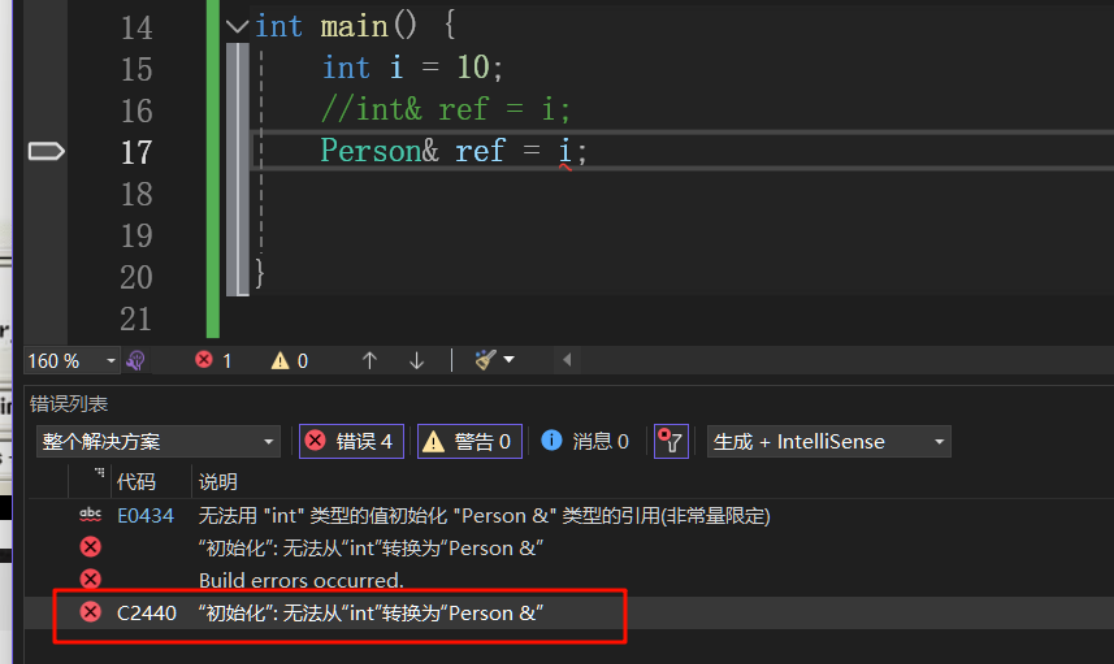 14 int main() {
15 int i = 10;
16 //int& ref = i;
17 Person& ref = i;
18
19
20 }
21
160 % 1 0
错误列表
整个解决方案 错误 4 警告 0 消息 0 生成 + IntelliSense
代码 说明
abc E0434 无法用 "int" 类型的值初始化 "Person &" 类型的引用(非常量限定)
“初始化”: 无法从“int”转换为“Person &”
Build errors occurred.
C2440 “初始化”: 无法从“int”转换为“Person &”